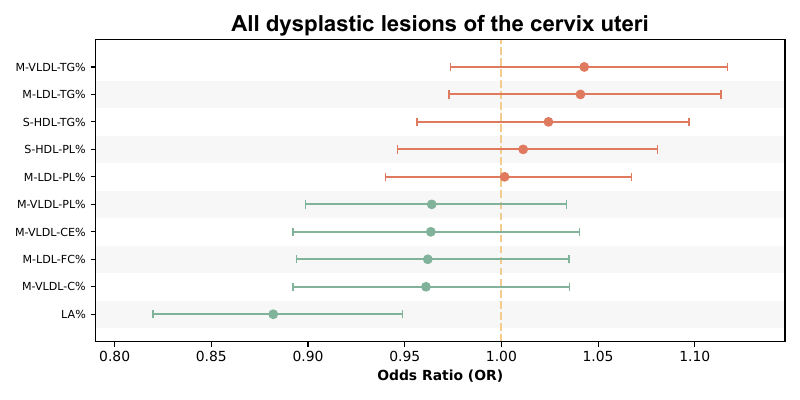 All dysplastic lesions of the cervix uteri
M-VLDL-TG%
M-LDL-TG%
S-HDL-TG%
S-HDL-PL%
M-LDL-PL%
M-VLDL-PL%
M-VLDL-CE%
M-LDL-FC%
M-VLDL-C%
LA%
0.80 0.85 0.90 0.95 1.00 1.05 1.10
Odds Ratio (OR)